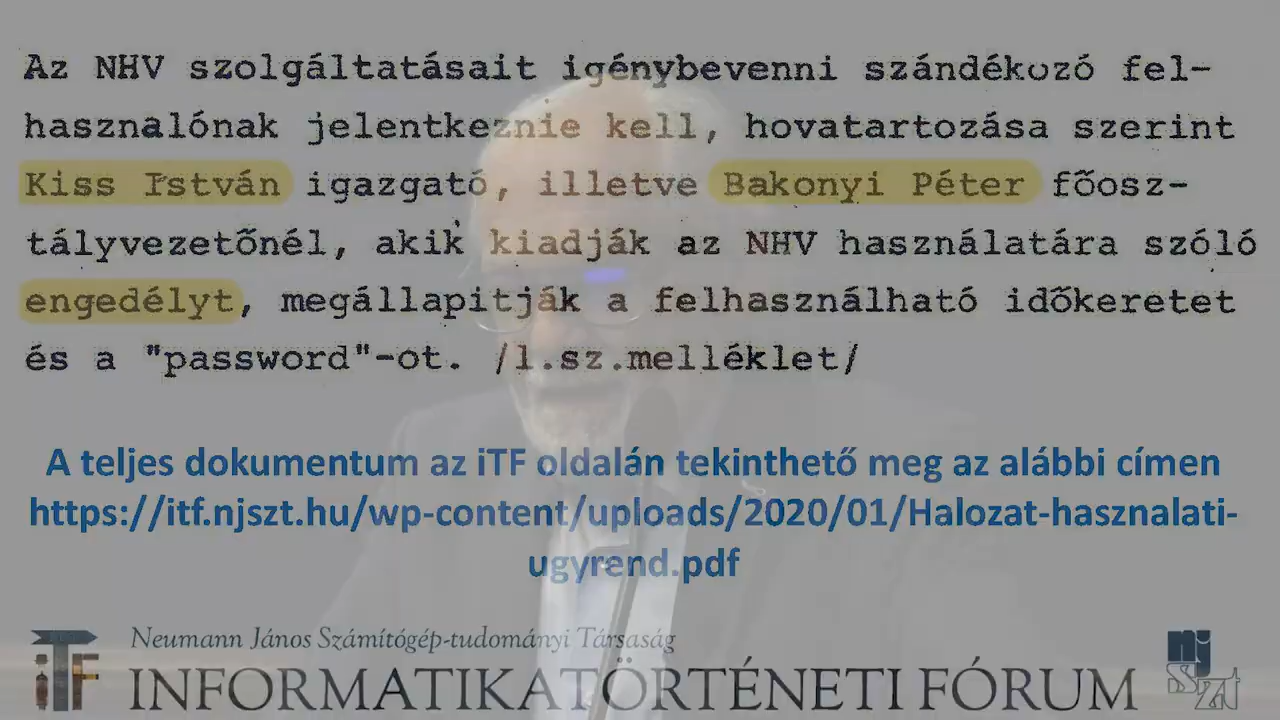 Az NHV szolgáltatásait igénybevenni szándékozó fel-
használónak jelentkeznie kell, hovatartozása szerint
Kiss István igazgató, illetve Bakonyi Péter főosz-
tályvezetőnél, akik kiadják az NHV használatára szóló
engedélyt, megállapitják a felhasználható időkeretet
és a "password"-ot. /1.sz.melléklet/
A teljes dokumentum az iTF oldalán tekinthető meg az alábbi címen
https://itf.njszt.hu/wp-content/uploads/2020/01/Halozat-hasznalati-
ugyrend.pdf
iTF
Neumann János Számítógép-tudományi Társaság
INFORMATIKATÖRTÉNETI FÓRUM
nj
Szt